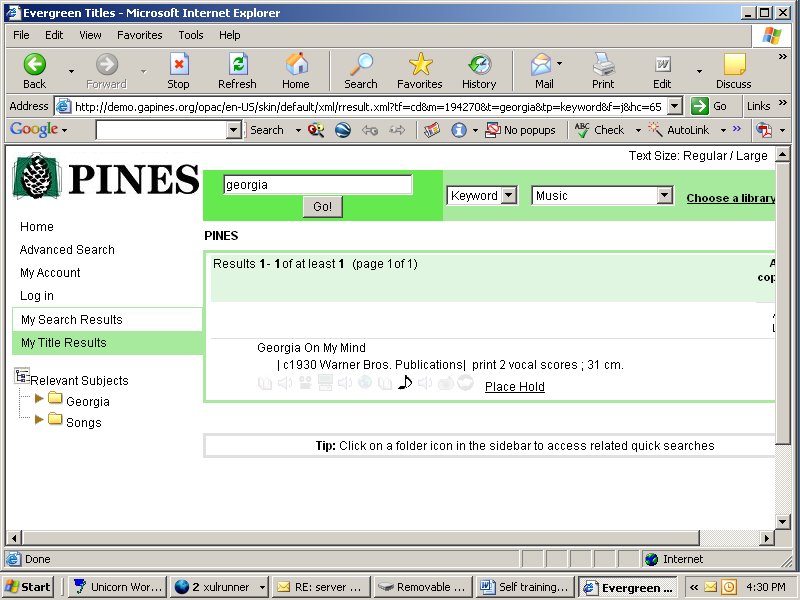 Evergreen Titles - Microsoft Internet Explorer
File Edit View Favorites Tools Help
Back Forward Stop Refresh Home Search Favorites History Mail Print Edit Discuss »
Address http://demo.gapines.org/opac/en-US/skin/default/xml/rresult.xml?tf=cd&m=194270&t=georgia&tp=keyword&f=j&hc=65 Go Links »
Google Search No popups ABC Check AutoLink »
Text Size: Regular / Large
PINES
georgia
Go!
Keyword Music Choose a library
Home
Advanced Search
My Account
Log in
My Search Results
My Title Results
Relevant Subjects
Georgia
Songs
PINES
Results 1 - 1 of at least 1 (page 1 of 1)
Georgia On My Mind
| c1930 Warner Bros. Publications| print 2 vocal scores ; 31 cm.
Place Hold
Tip: Click on a folder icon in the sidebar to access related quick searches
Done Internet
Start Unicorn Wor... 2 xulrunner RE: server ... Removable ... Self training... Evergreen ... « 4:30 PM